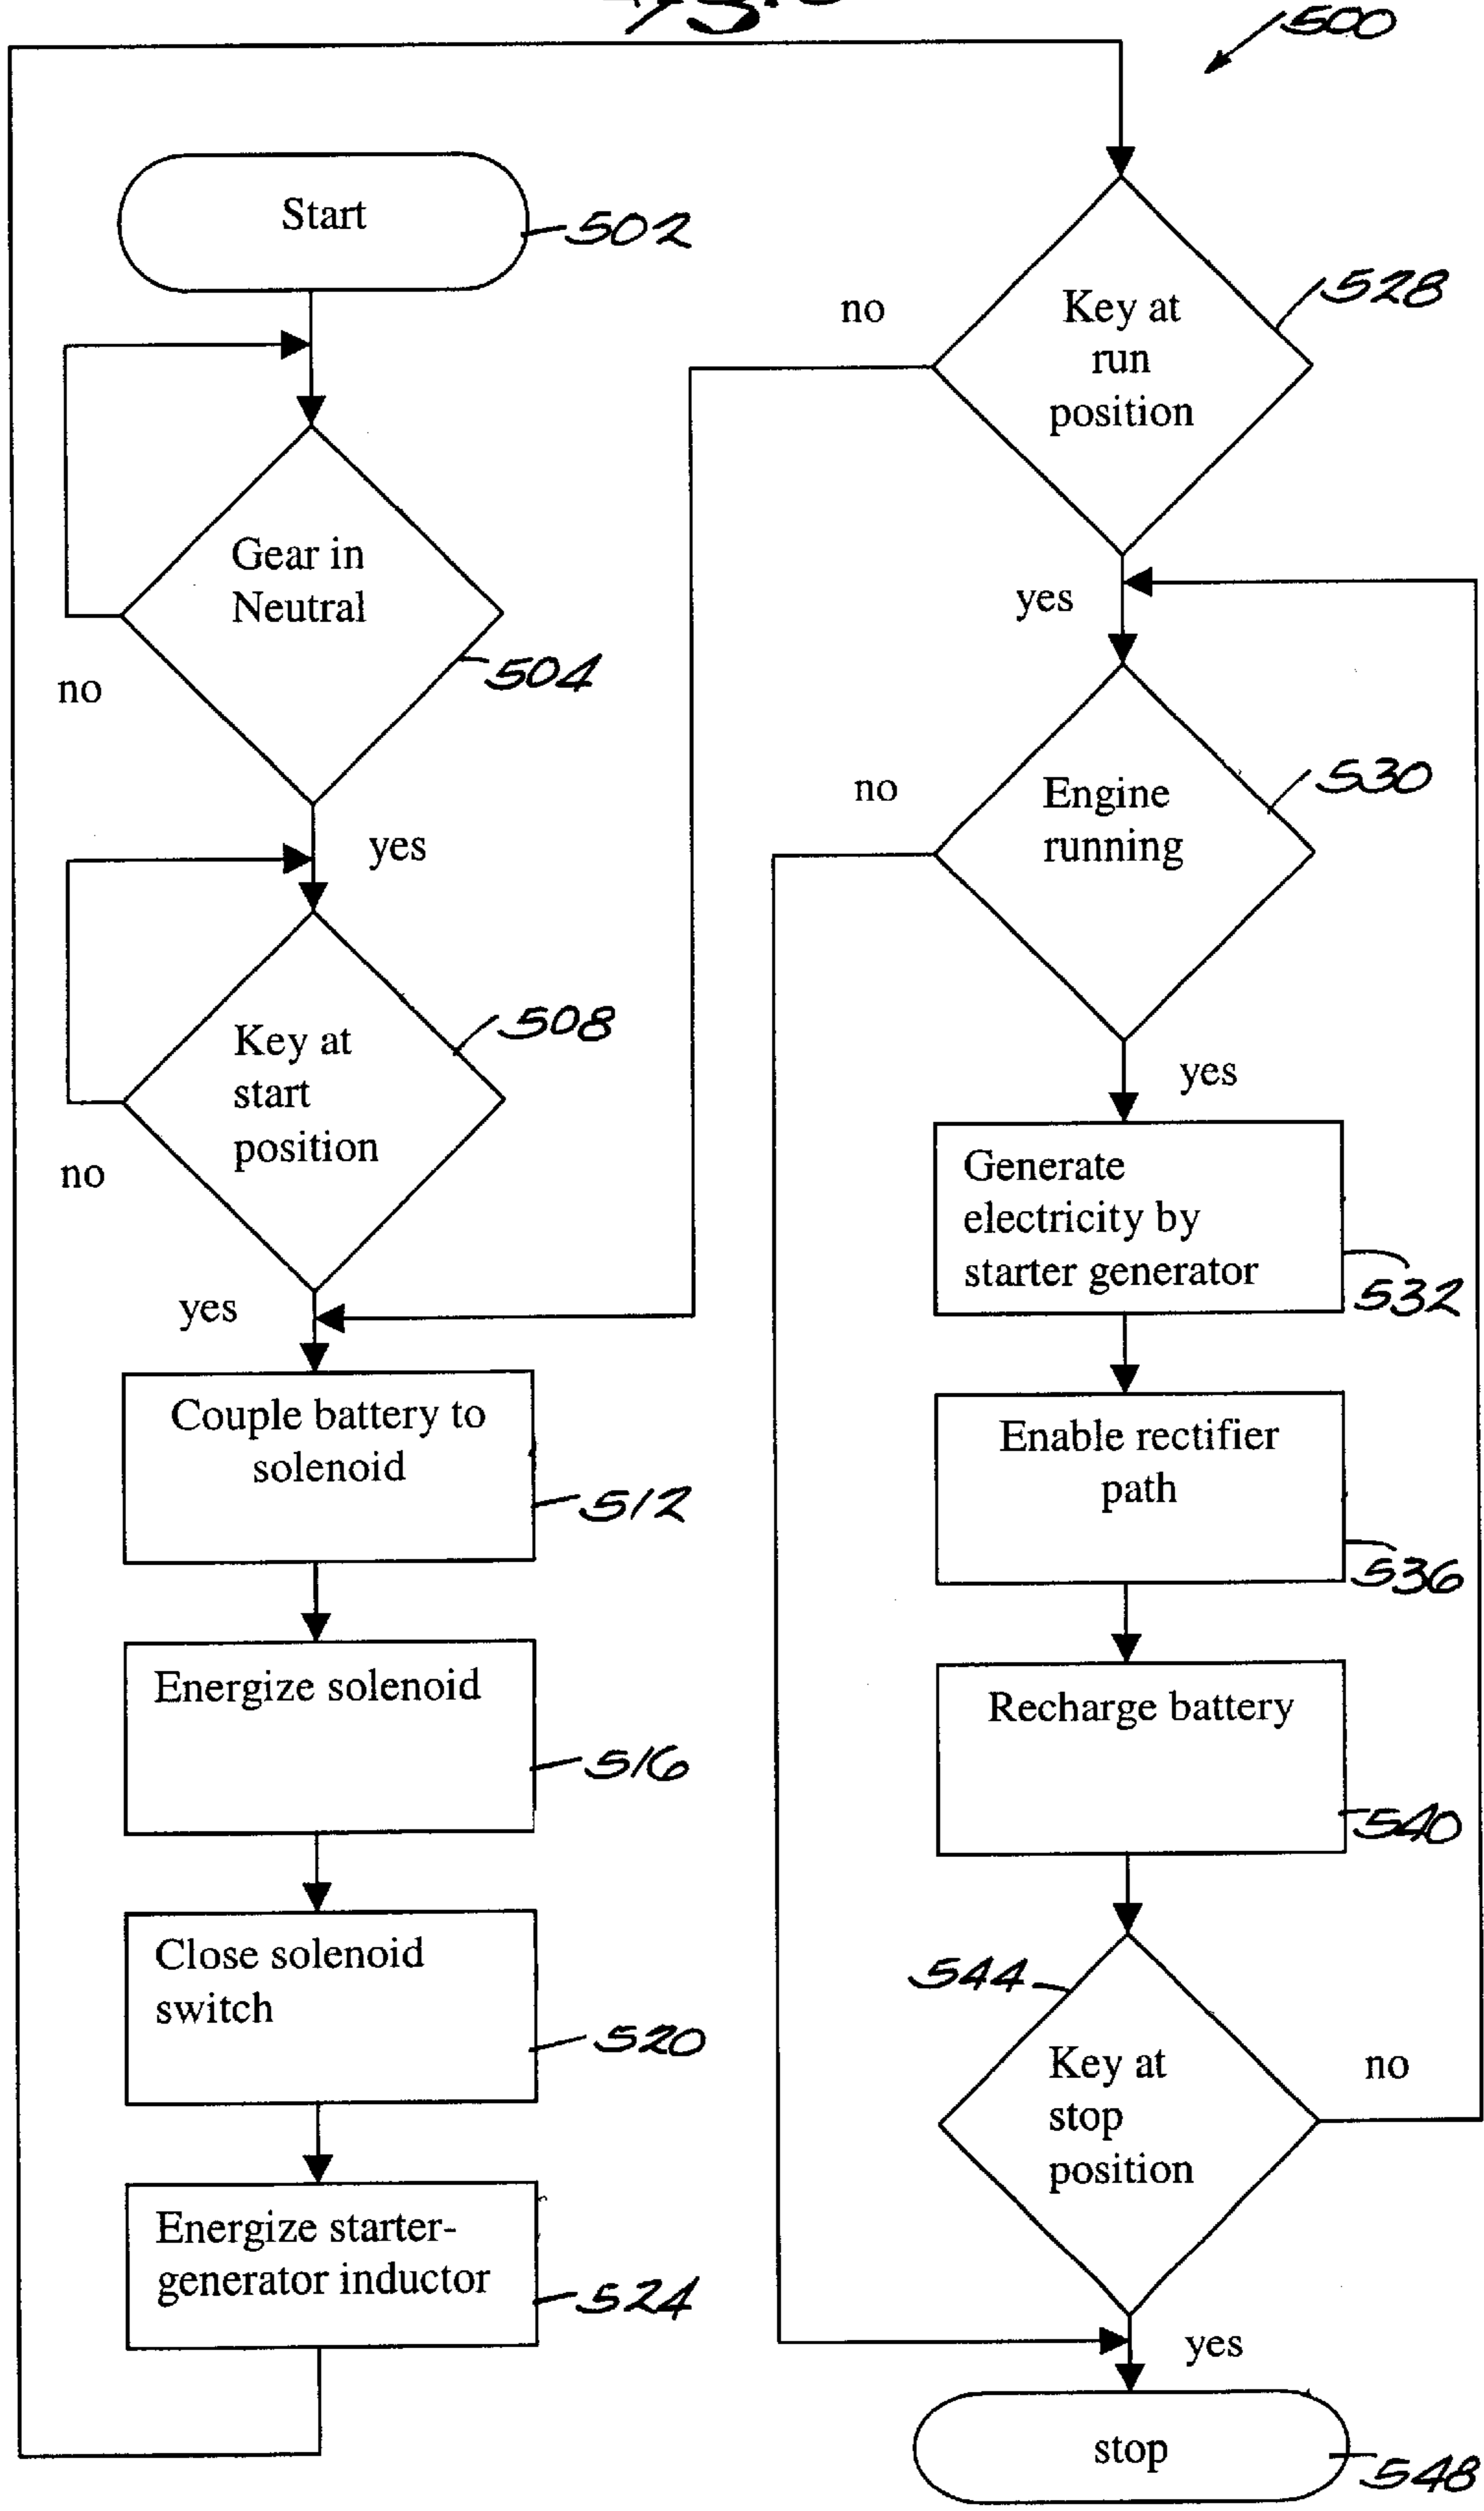 500
Start
502
Gear in
Neutral
504
no
yes
Key at
start
position
508
no
yes
Couple battery to
solenoid
512
Energize solenoid
516
Close solenoid
switch
520
Energize starter-
generator inductor
524
Key at
run
position
528
no
yes
Engine
running
530
no
yes
Generate
electricity by
starter generator
532
Enable rectifier
path
536
Recharge battery
540
544
Key at
stop
position
no
yes
stop
548